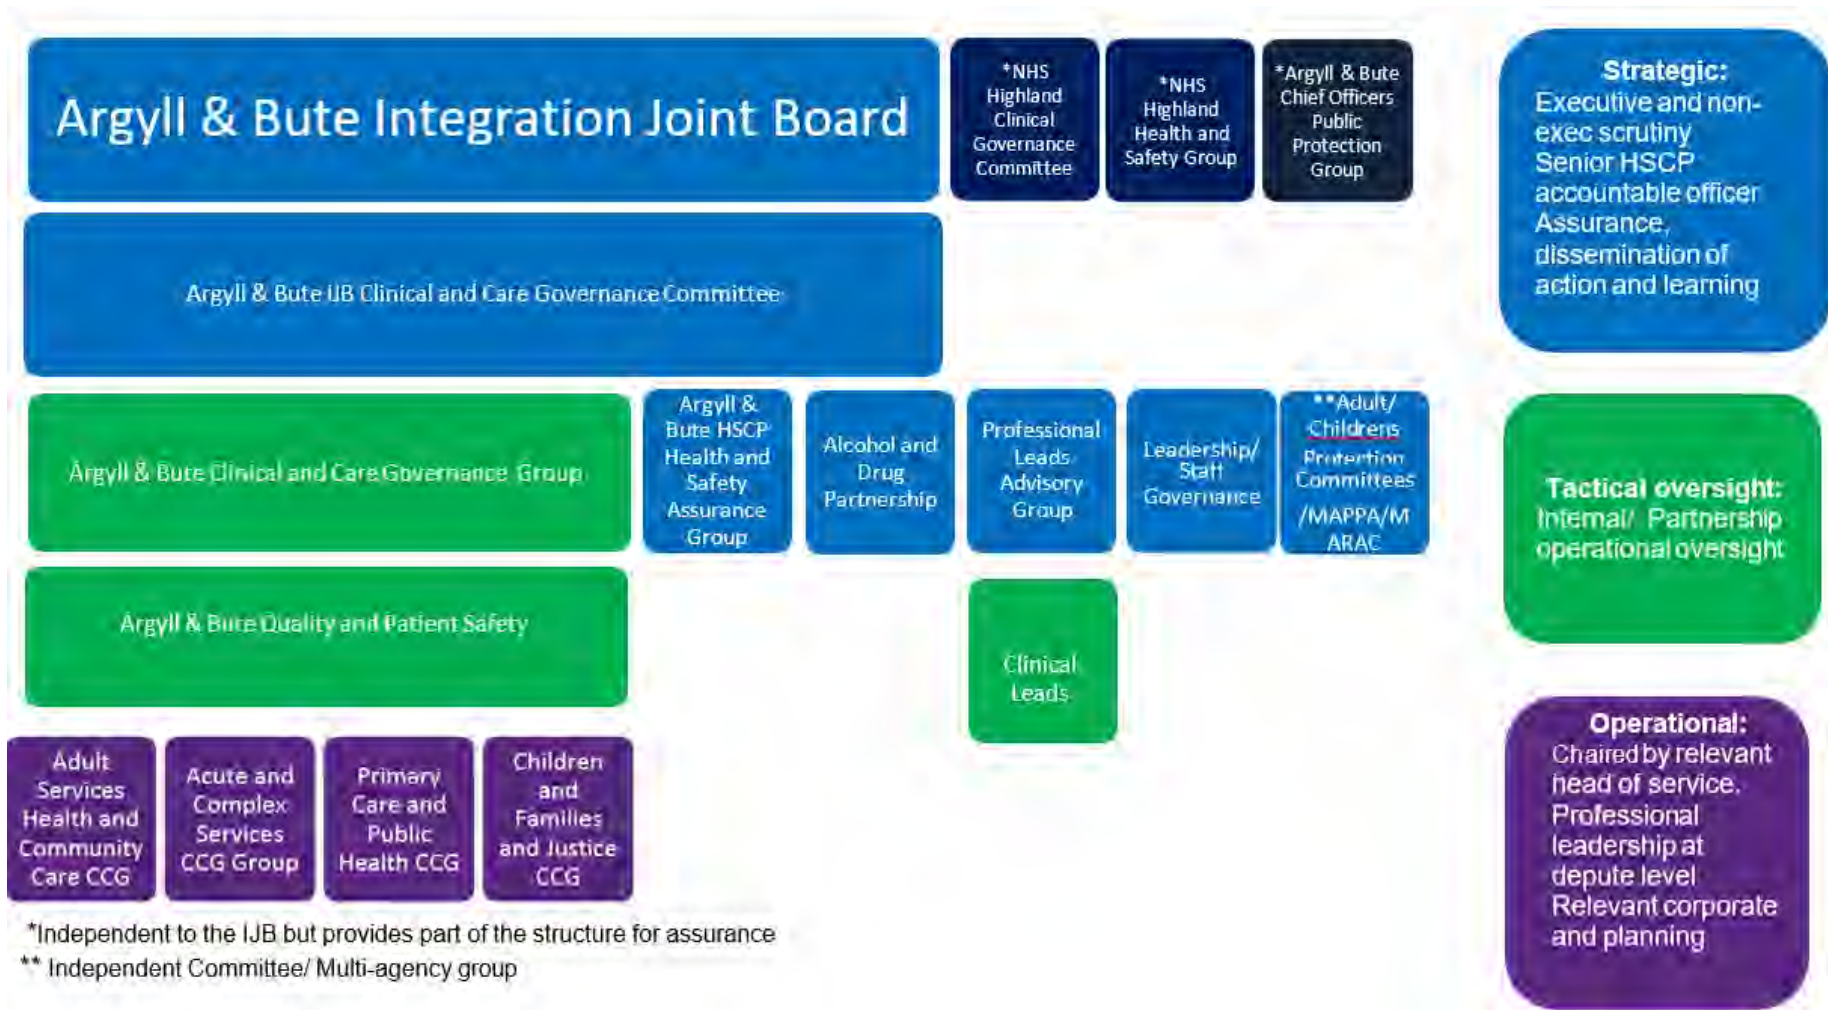 Argyll & Bute Integration Joint Board
*NHS
Highland
Clinical
Governance
Committee
*NHS
Highland
Health and
Safety Group
*Argyll & Bute
Chief Officers
Public
Protection
Group
Strategic:
Executive and non-
exec scrutiny
Senior HSCP
accountable officer
Assurance,
dissemination of
action and learning
Argyll & Bute IJB Clinical and Care Governance Committee
Argyll & Bute Clinical and Care Governance Group
Argyll &
Bute HSCP
Health and
Safety
Assurance
Group
Alcohol and
Drug
Partnership
Professional
Leads
Advisory
Group
Leadership/
Staff
Governance
**Adult/
Childrens
Protection
Committees
/MAPPA/M
ARAC
Tactical oversight:
Internal/ Partnership
operational oversight
Argyll & Bute Quality and Patient Safety
Clinical
Leads
Adult
Services
Health and
Community
Care CCG
Acute and
Complex
Services
CCG Group
Primary
Care and
Public
Health CCG
Children
and
Families
and Justice
CCG
Operational:
Chaired by relevant
head of service.
Professional
leadership at
depute level
Relevant corporate
and planning
*Independent to the IJB but provides part of the structure for assurance
** Independent Committee/ Multi-agency group